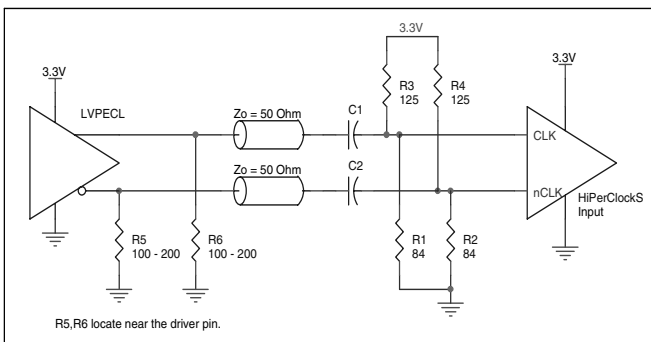 3.3V
3.3V
LVPECL
Zo = 50 Ohm
C1
R3
125
R4
125
3.3V
CLK
Zo = 50 Ohm
C2
nCLK
HiPerClockS
Input
R5
100 - 200
R6
100 - 200
R1
84
R2
84
R5,R6 locate near the driver pin.